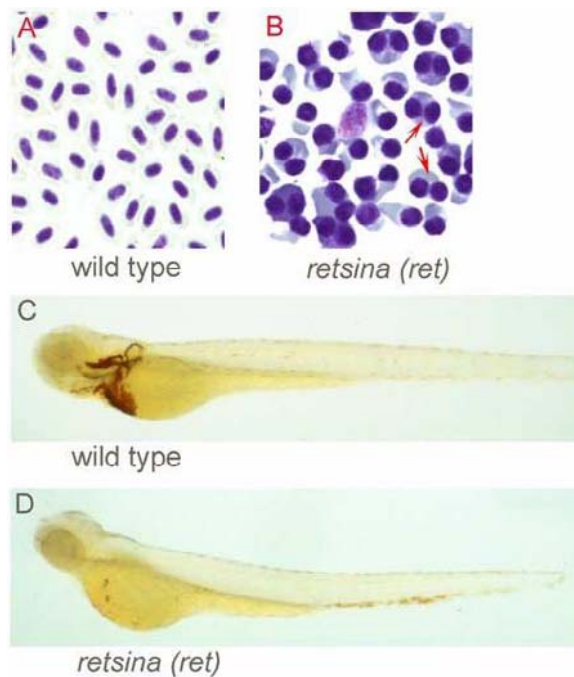 A
B
wild type
retsina (ret)
C
wild type
D
retsina (ret)